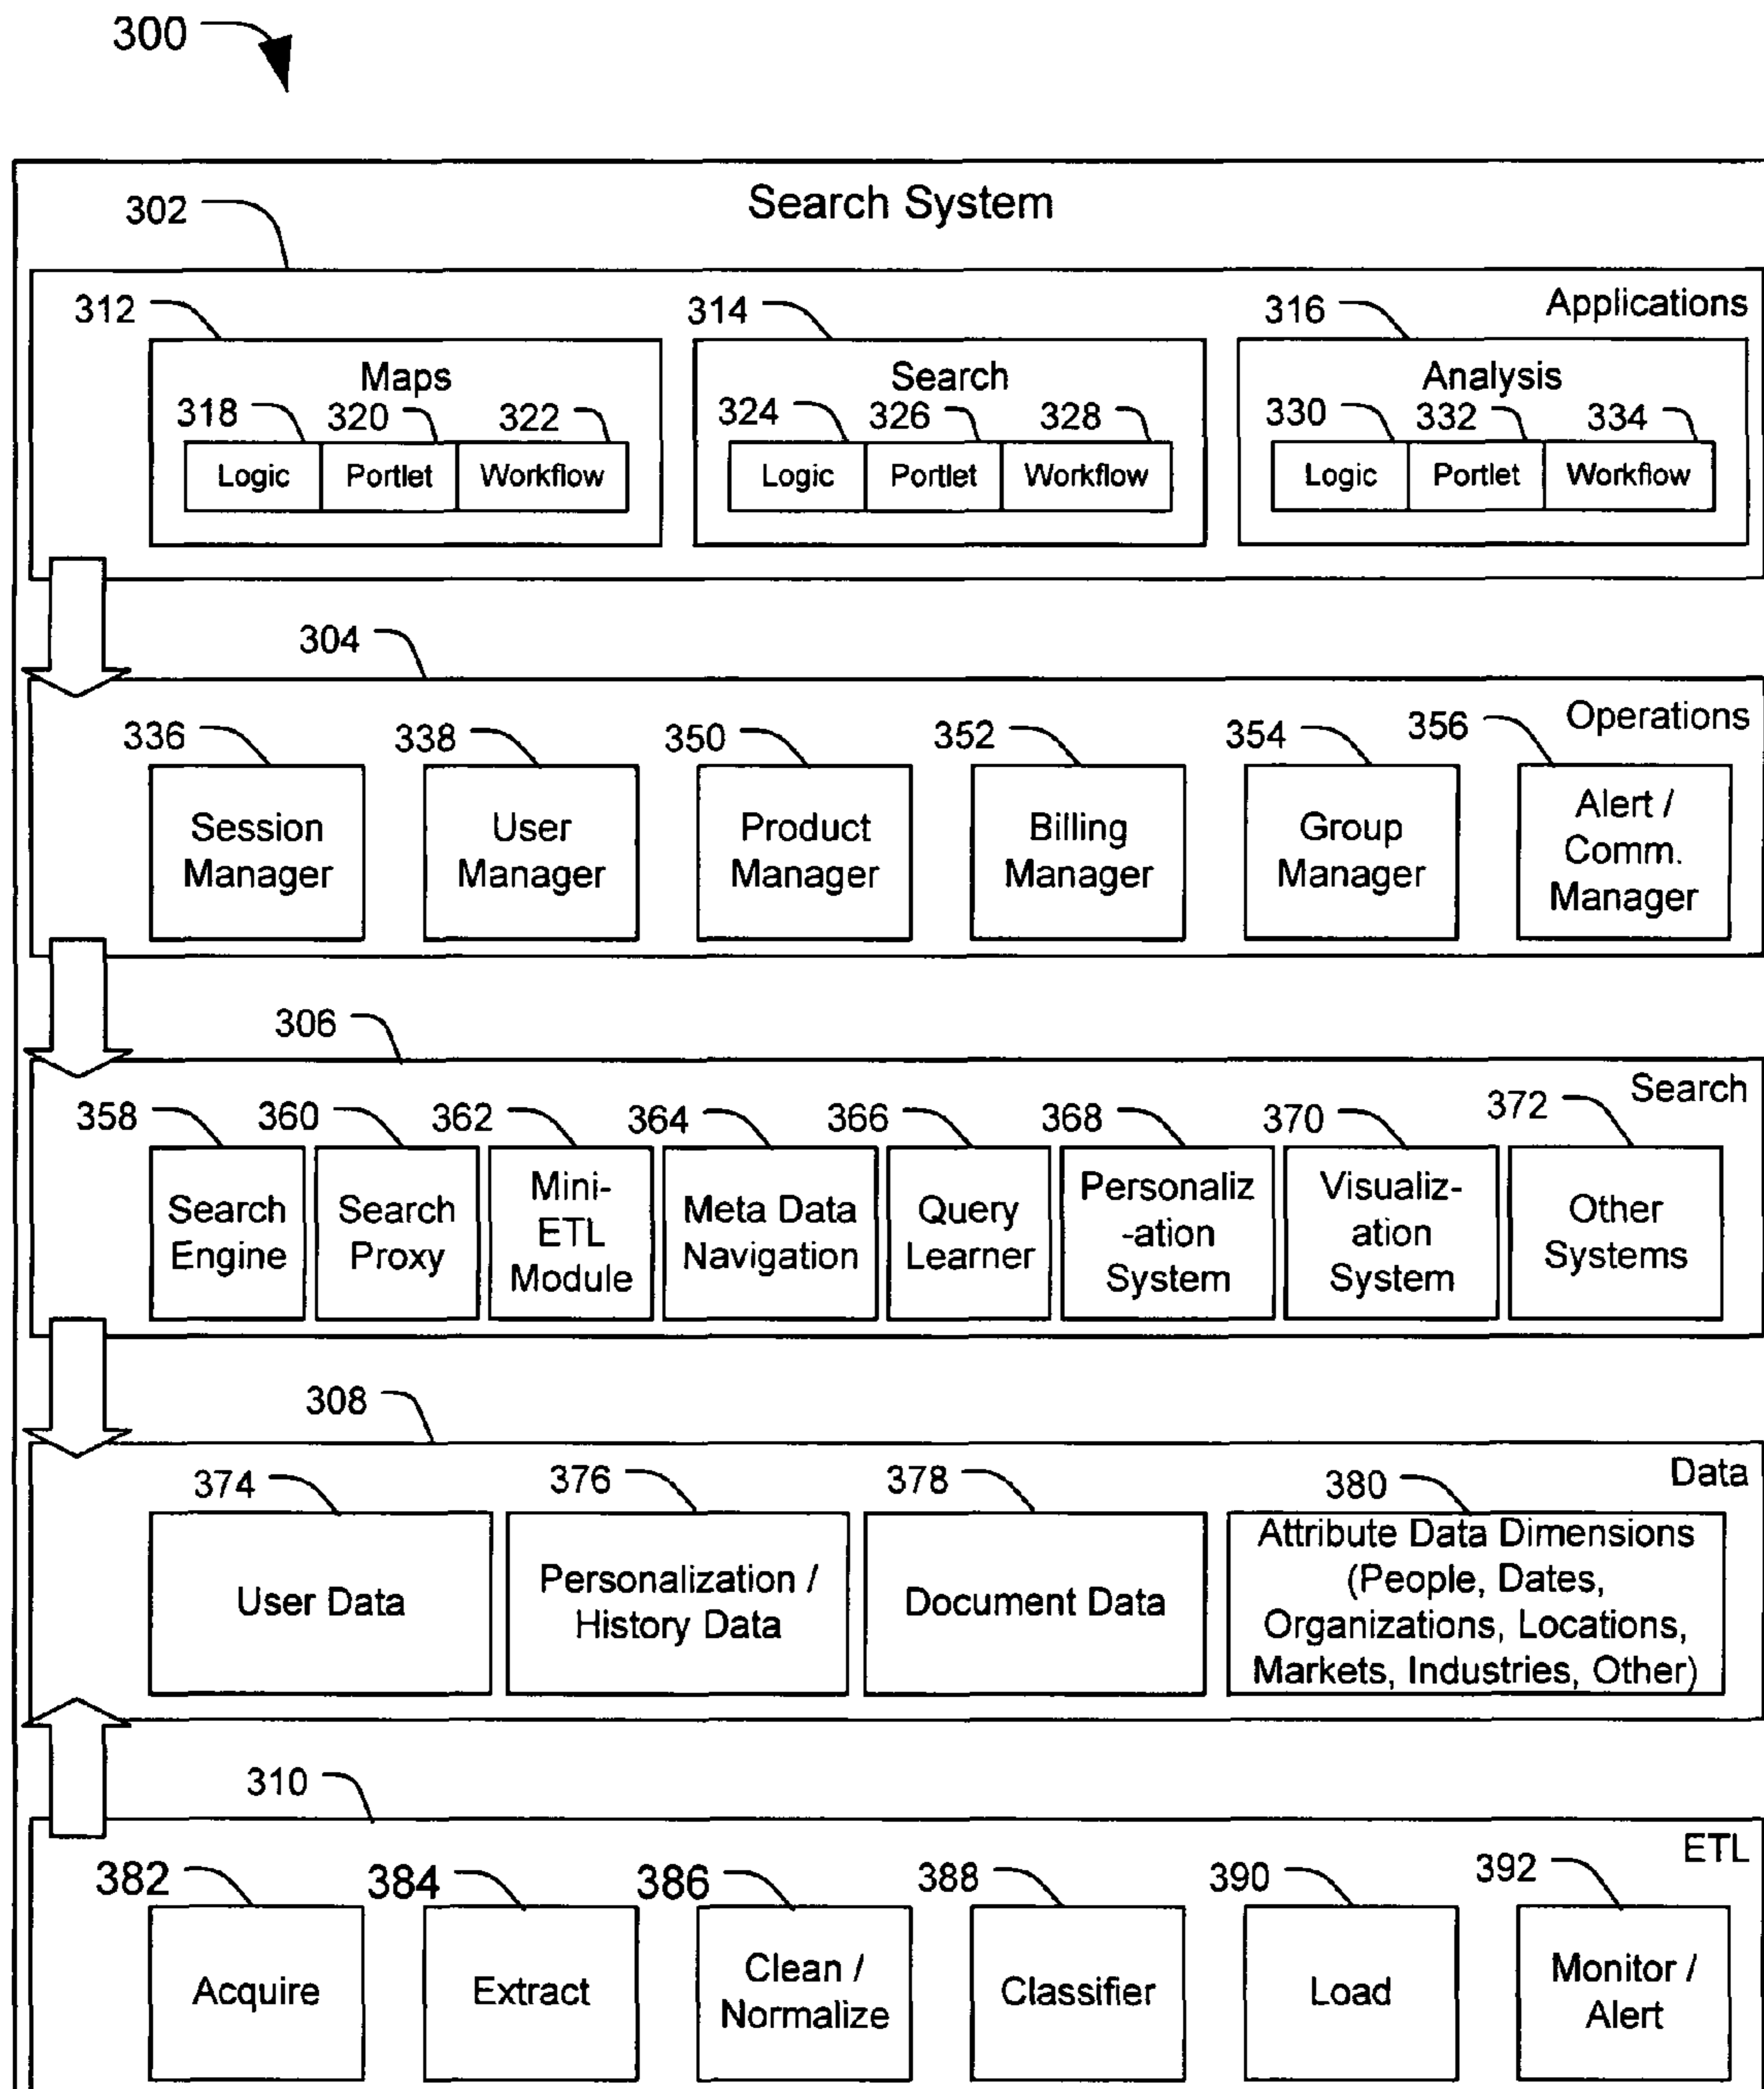 300
Search System
302
Applications
312
314
316
Maps
Search
Analysis
318
320
322
324
326
328
330
332
334
Logic
Portlet
Workflow
Logic
Portlet
Workflow
Logic
Portlet
Workflow
304
Operations
336
338
350
352
354
356
Session
Manager
User
Manager
Product
Manager
Billing
Manager
Group
Manager
Alert /
Comm.
Manager
306
Search
358
360
362
364
366
368
370
372
Search
Engine
Search
Proxy
Mini-
ETL
Module
Meta Data
Navigation
Query
Learner
Personaliz
-ation
System
Visualiz-
ation
System
Other
Systems
308
Data
374
376
378
380
User Data
Personalization /
History Data
Document Data
Attribute Data Dimensions
(People, Dates,
Organizations, Locations,
Markets, Industries, Other)
310
ETL
382
384
386
388
390
392
Acquire
Extract
Clean /
Normalize
Classifier
Load
Monitor /
Alert